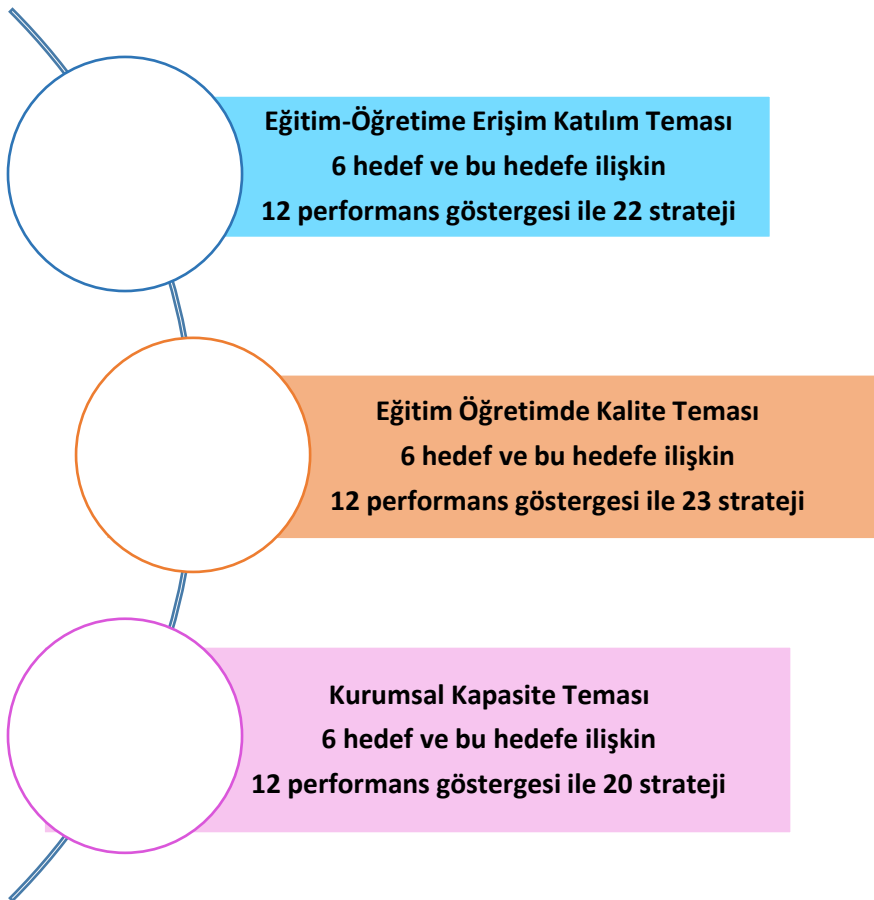 Eğitim-Öğretime Erişim Katılım Teması
6 hedef ve bu hedefe ilişkin
12 performans göstergesi ile 22 strateji
Eğitim Öğretimde Kalite Teması
6 hedef ve bu hedefe ilişkin
12 performans göstergesi ile 23 strateji
Kurumsal Kapasite Teması
6 hedef ve bu hedefe ilişkin
12 performans göstergesi ile 20 strateji